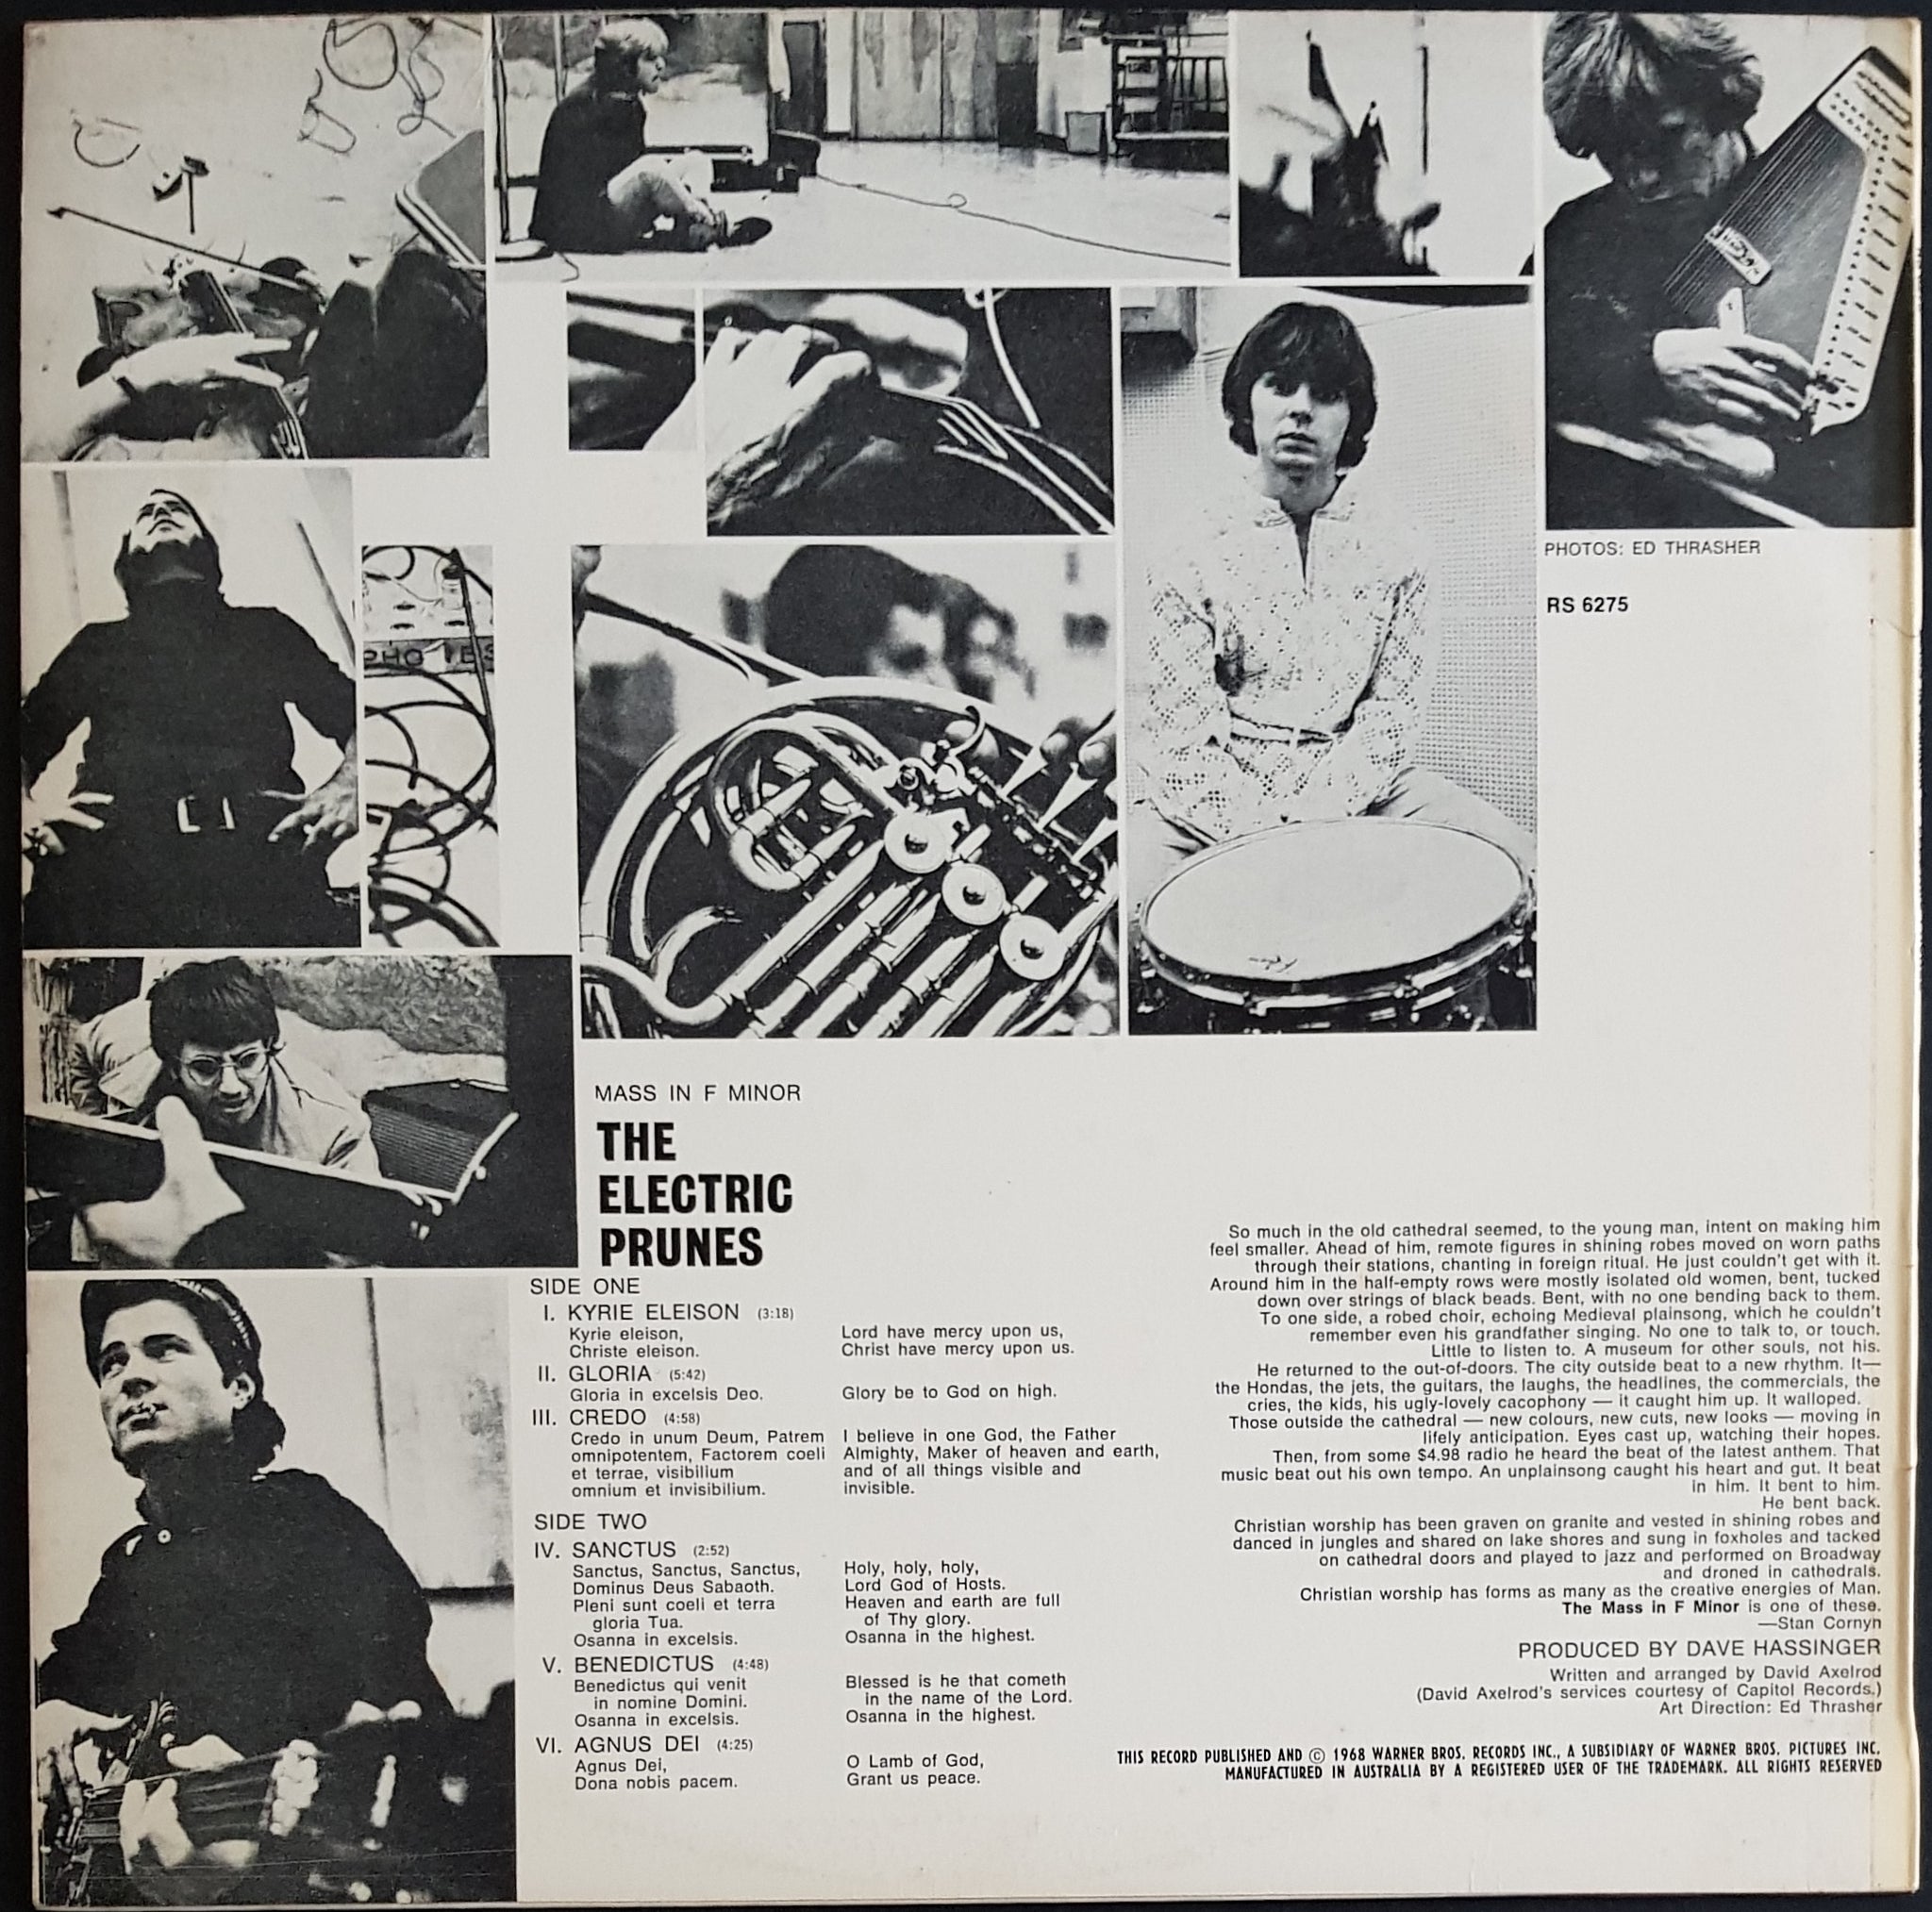 PHOTOS: ED THRASHER
RS 6275
MASS IN F MINOR
THE
ELECTRIC
PRUNES
SIDE ONE
I. KYRIE ELEISON (3:18)
Kyrie eleison,
Christe eleison.
Lord have mercy upon us,
Christ have mercy upon us.
II. GLORIA (5:42)
Gloria in excelsis Deo.
Glory be to God on high.
III. CREDO (4:58)
Credo in unum Deum, Patrem
omnipotentem, Factorem coeli
et terrae, visibilium
omnium et invisibilium.
I believe in one God, the Father
Almighty, Maker of heaven and earth,
and of all things visible and
invisible.
SIDE TWO
IV. SANCTUS (2:52)
Sanctus, Sanctus, Sanctus,
Dominus Deus Sabaoth.
Pleni sunt coeli et terra
gloria Tua.
Osanna in excelsis.
Holy, holy, holy,
Lord God of Hosts.
Heaven and earth are full
of Thy glory.
Osanna in the highest.
V. BENEDICTUS (4:48)
Benedictus qui venit
in nomine Domini.
Osanna in excelsis.
Blessed is he that cometh
in the name of the Lord.
Osanna in the highest.
VI. AGNUS DEI (4:25)
Agnus Dei,
Dona nobis pacem.
O Lamb of God,
Grant us peace.
So much in the old cathedral seemed, to the young man, intent on making him
feel smaller. Ahead of him, remote figures in shining robes moved on worn paths
through their stations, chanting in foreign ritual. He just couldn't get with it.
Around him in the half-empty rows were mostly isolated old women, bent, tucked
down over strings of black beads. Bent, with no one bending back to them.
To one side, a robed choir, echoing Medieval plainsong, which he couldn't
remember even his grandfather singing. No one to talk to, or touch.
Little to listen to. A museum for other souls, not his.
He returned to the out-of-doors. The city outside beat to a new rhythm. It—
the Hondas, the jets, the guitars, the laughs, the headlines, the commercials, the
cries, the kids, his ugly-lovely cacophony — it caught him up. It walloped.
Those outside the cathedral — new colours, new cuts, new looks — moving in
lifely anticipation. Eyes cast up, watching their hopes.
Then, from some $4.98 radio he heard the beat of the latest anthem. That
music beat out his own tempo. An unplainsong caught his heart and gut. It beat
in him. It bent to him.
He bent back.
Christian worship has been graven on granite and vested in shining robes and
danced in jungles and shared on lake shores and sung in foxholes and tacked
on cathedral doors and played to jazz and performed on Broadway
and droned in cathedrals.
Christian worship has forms as many as the creative energies of Man.
The Mass in F Minor is one of these.
—Stan Cornyn
PRODUCED BY DAVE HASSINGER
Written and arranged by David Axelrod
(David Axelrod's services courtesy of Capitol Records.)
Art Direction: Ed Thrasher
THIS RECORD PUBLISHED AND © 1968 WARNER BROS. RECORDS INC., A SUBSIDIARY OF WARNER BROS. PICTURES INC.
MANUFACTURED IN AUSTRALIA BY A REGISTERED USER OF THE TRADEMARK. ALL RIGHTS RESERVED